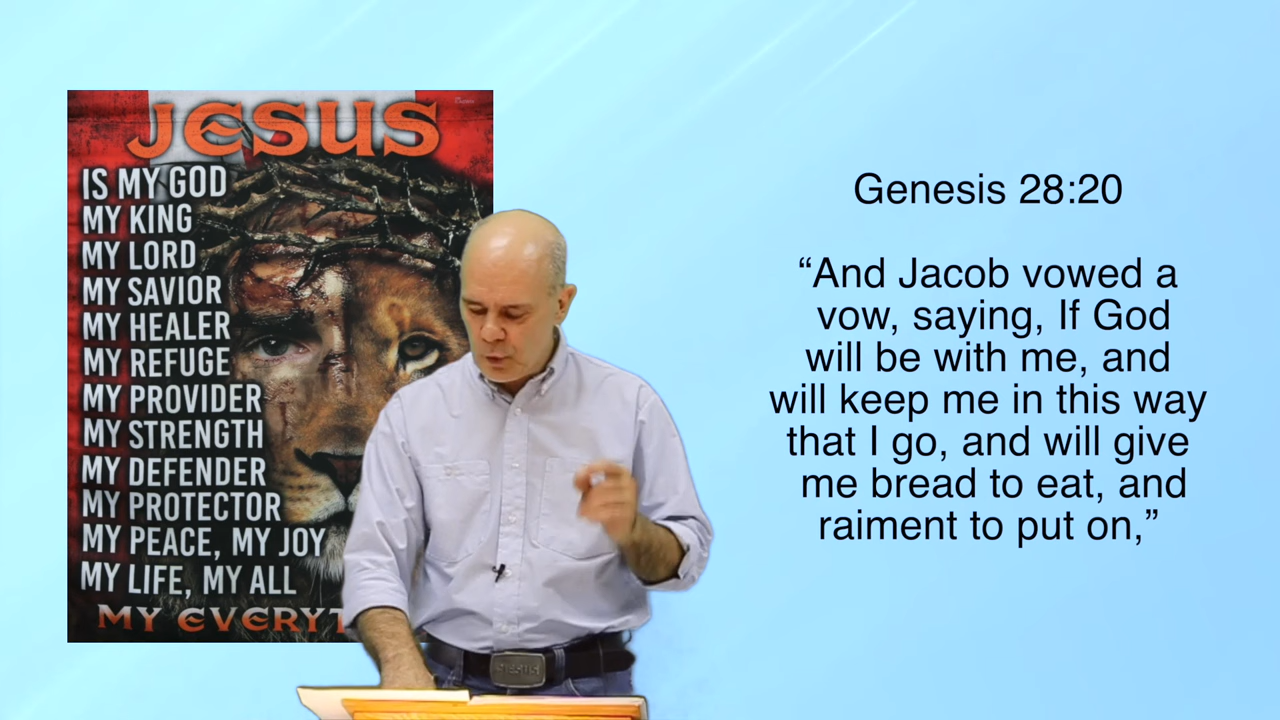 JESUS
IS MY GOD
MY KING
MY LORD
MY SAVIOR
MY HEALER
MY REFUGE
MY PROVIDER
MY STRENGTH
MY DEFENDER
MY PROTECTOR
MY PEACE, MY JOY
MY LIFE, MY ALL
MY EVERYT
JESUS
Genesis 28:20
“And Jacob vowed a
vow, saying, If God
will be with me, and
will keep me in this way
that I go, and will give
me bread to eat, and
raiment to put on,”